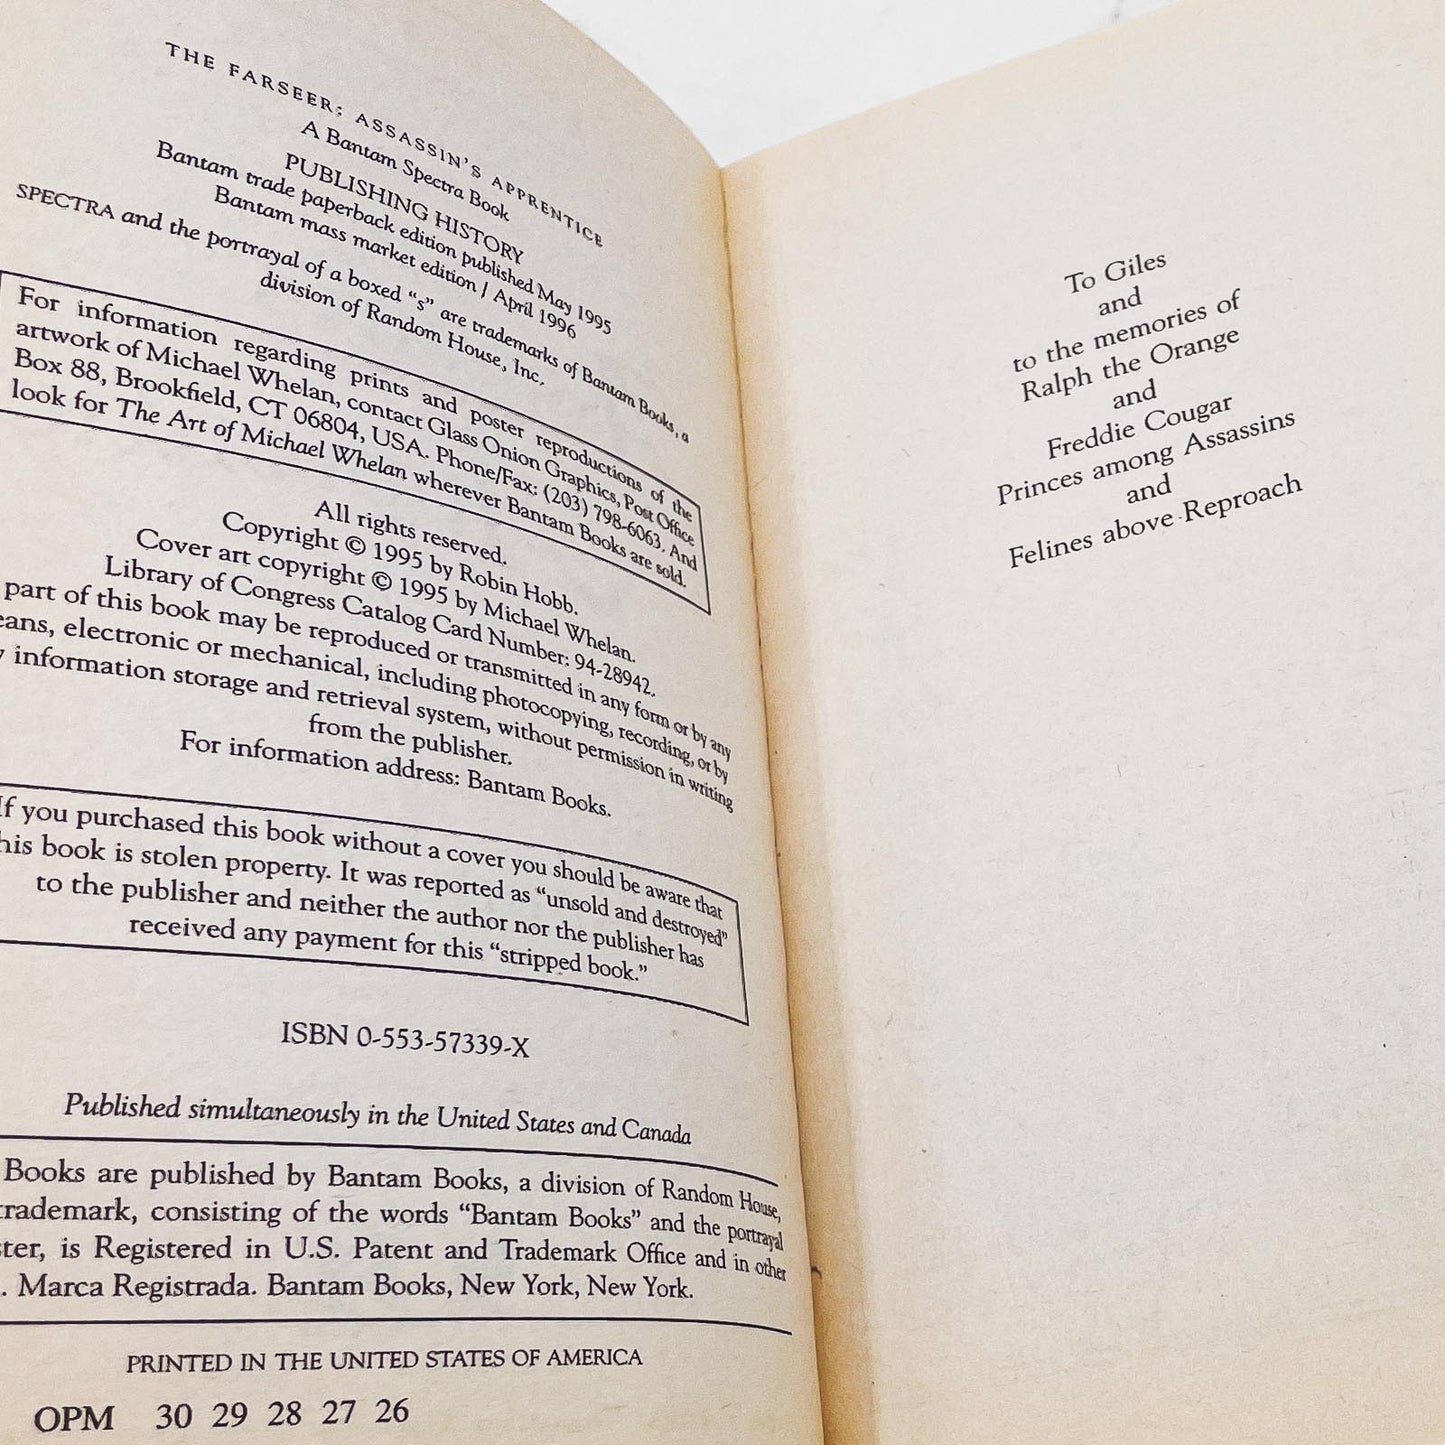 THE FARSEER: ASSASSIN'S APPRENTICE
A Bantam Spectra Book
PUBLISHING HISTORY
Bantam trade paperback edition published May 1995
Bantam mass market edition / April 1996
SPECTRA and the portrayal of a boxed “s” are trademarks of Bantam Books, a
division of Random House, Inc.
For information regarding prints and poster reproductions of the
artwork of Michael Whelan, contact Glass Onion Graphics, Post Office
Box 88, Brookfield, CT 06804, USA. Phone/Fax: (203) 798-6063. And
look for The Art of Michael Whelan wherever Bantam Books are sold.
All rights reserved.
Copyright © 1995 by Robin Hobb.
Cover art copyright © 1995 by Michael Whelan.
Library of Congress Catalog Card Number: 94-28942.
part of this book may be reproduced or transmitted in any form or by any
eans, electronic or mechanical, including photocopying, recording, or by
y information storage and retrieval system, without permission in writing
from the publisher.
For information address: Bantam Books.
If you purchased this book without a cover you should be aware that
his book is stolen property. It was reported as “unsold and destroyed”
to the publisher and neither the author nor the publisher has
received any payment for this “stripped book.”
ISBN 0-553-57339-X
Published simultaneously in the United States and Canada
Books are published by Bantam Books, a division of Random House,
trademark, consisting of the words “Bantam Books” and the portrayal
ster, is Registered in U.S. Patent and Trademark Office and in other
. Marca Registrada. Bantam Books, New York, New York.
PRINTED IN THE UNITED STATES OF AMERICA
OPM 30 29 28 27 26
To Giles
and
to the memories of
Ralph the Orange
and
Freddie Cougar
Princes among Assassins
and
Felines above Reproach